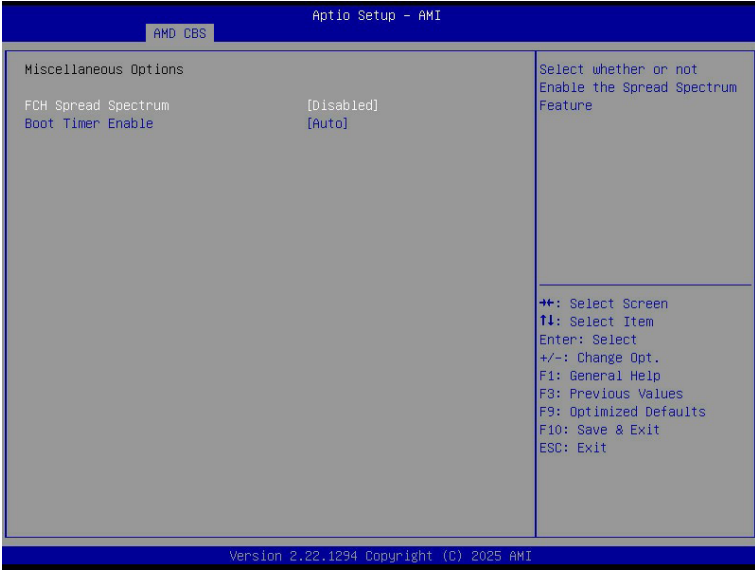 Aptio Setup – AMI
AMD CBS
Miscellaneous Options
FCH Spread Spectrum [Disabled]
Boot Timer Enable [Auto]
Select whether or not
Enable the Spread Spectrum
Feature
→←: Select Screen
↑↓: Select Item
Enter: Select
+/-: Change Opt.
F1: General Help
F3: Previous Values
F9: Optimized Defaults
F10: Save & Exit
ESC: Exit
Version 2.22.1294 Copyright (C) 2025 AMI